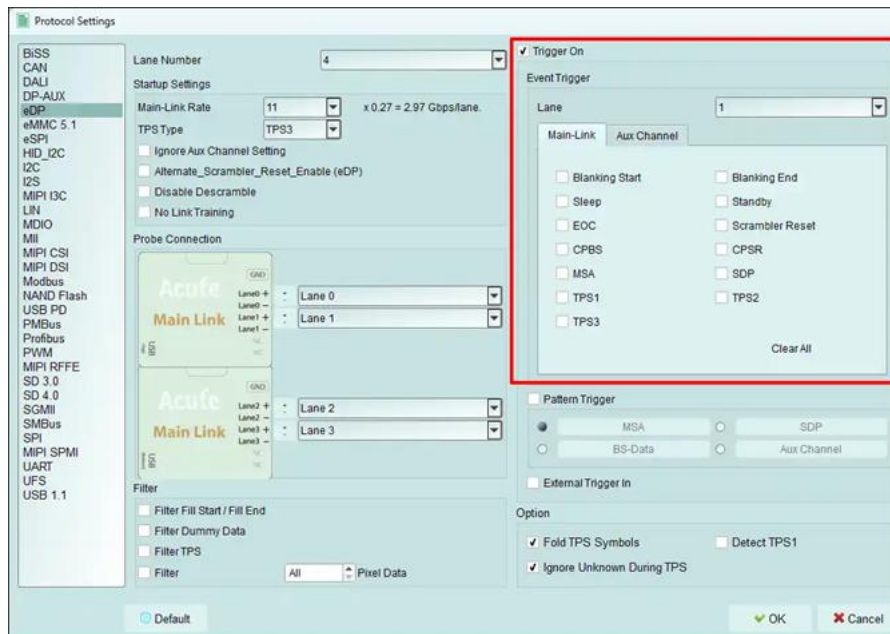 Protocol Settings
BiSS
CAN
DALI
DP-AUX
eDP
eMMC 5.1
eSPI
HID_I2C
I2C
I2S
MIPI I3C
LIN
MDIO
MII
MIPI CSI
MIPI DSI
Modbus
NAND Flash
USB PD
PMBus
Profibus
PWM
MIPI RFFE
SD 3.0
SD 4.0
SGMII
SMBus
SPI
MIPI SPMI
UART
UFS
USB 1.1
Lane Number 4
Startup Settings
Main-Link Rate 11 x 0.27 = 2.97 Gbps/lane.
TPS Type TPS3
Ignore Aux Channel Setting
Alternate_Scrambler_Reset_Enable (eDP)
Disable Descramble
No Link Training
Probe Connection
GND
Acute
Lane0 + : Lane 0
Lane0 -
Main Link Lane1 + : Lane 1
Lane1 -
USB NC
NC
GND
Acute
Lane2 + : Lane 2
Lane2 -
Main Link Lane3 + : Lane 3
Lane3 -
USB NC
NC
Filter
Filter Fill Start / Fill End
Filter Dummy Data
Filter TPS
Filter All Pixel Data
Trigger On
Event Trigger
Lane 1
Main-Link Aux Channel
Blanking Start Blanking End
Sleep Standby
EOC Scrambler Reset
CPBS CPSR
MSA SDP
TPS1 TPS2
TPS3
Clear All
Pattern Trigger
MSA SDP
BS-Data Aux Channel
External Trigger In
Option
Fold TPS Symbols Detect TPS1
Ignore Unknown During TPS
Default OK Cancel